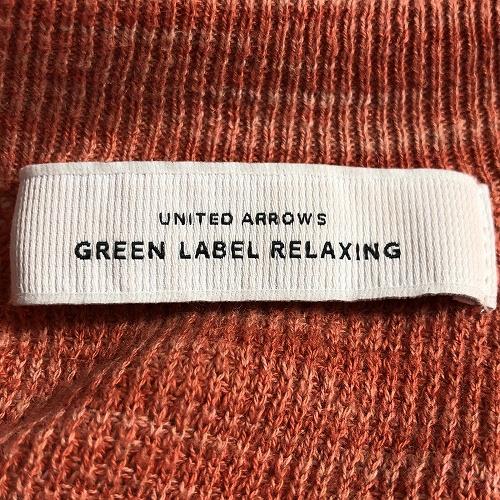 UNITED ARROWS
GREEN LABEL RELAXING